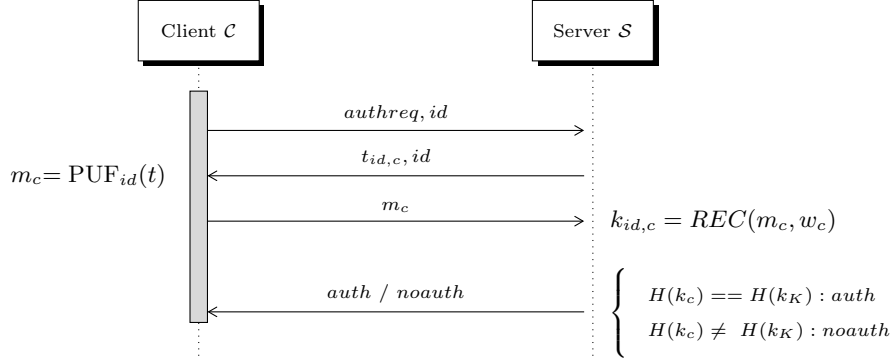 Client 𝒞
Server 𝒮
authreq, id
t_{id,c}, id
m_c= PUF_{id}(t)
m_c
k_{id,c} = REC(m_c, w_c)
auth / noauth
H(k_c) == H(k_K) : auth
H(k_c) ≠ H(k_K) : noauth